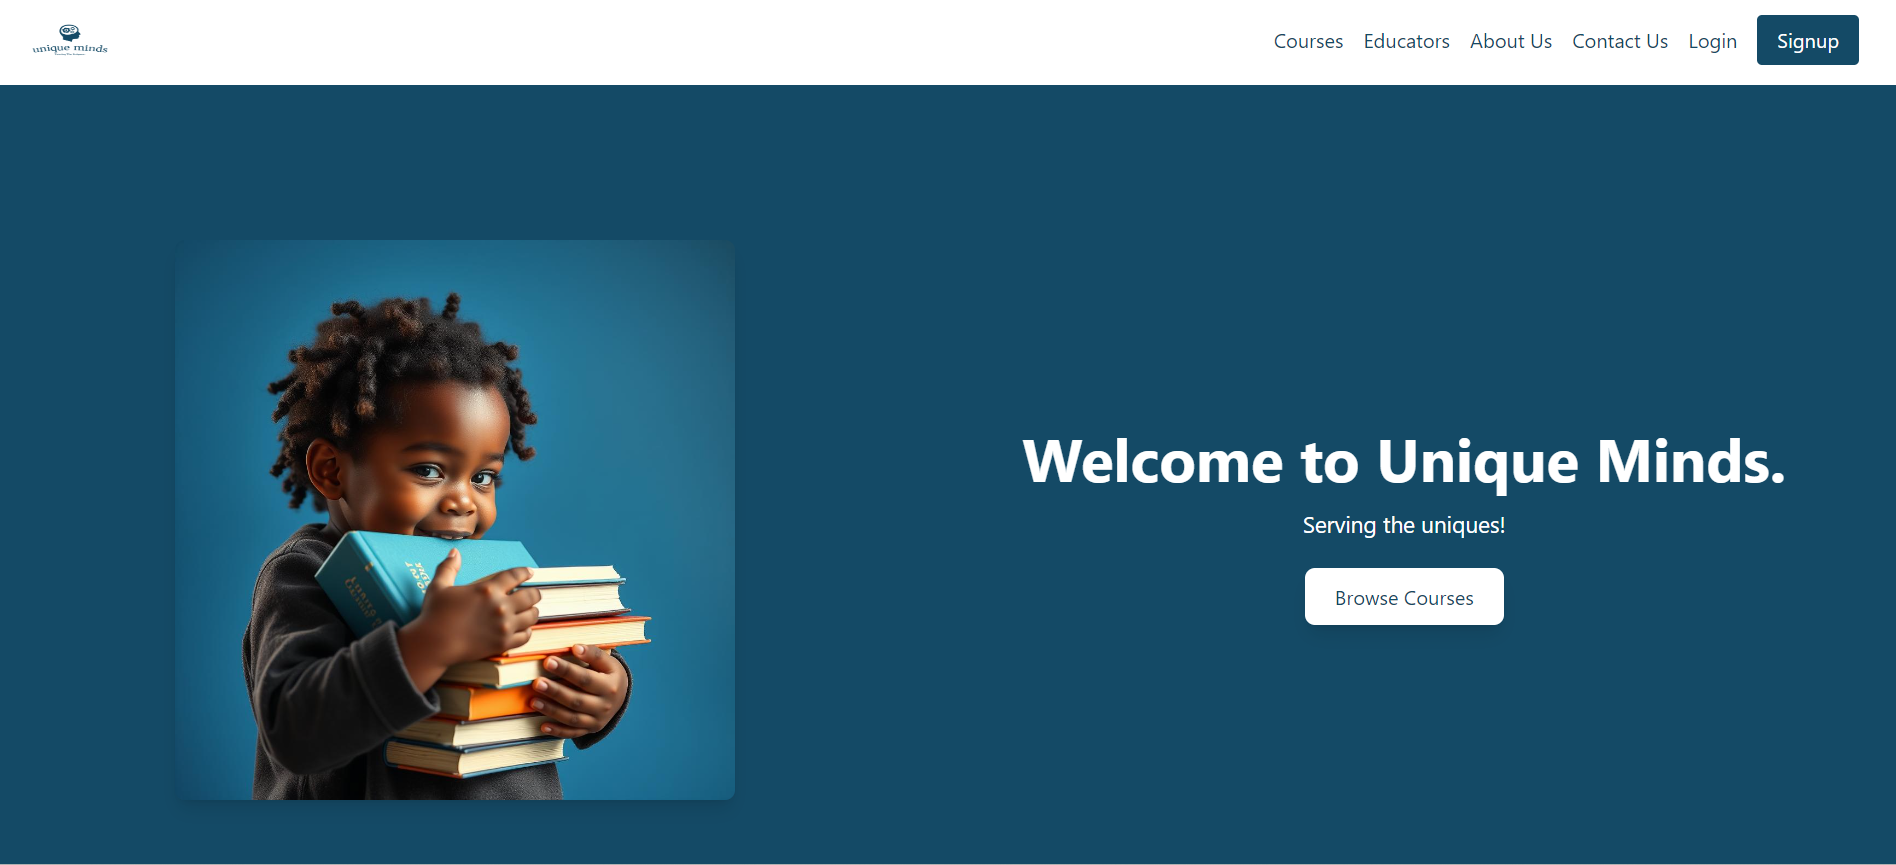 unique minds
Courses Educators About Us Contact Us Login Signup
Welcome to Unique Minds.
Serving the uniques!
Browse Courses